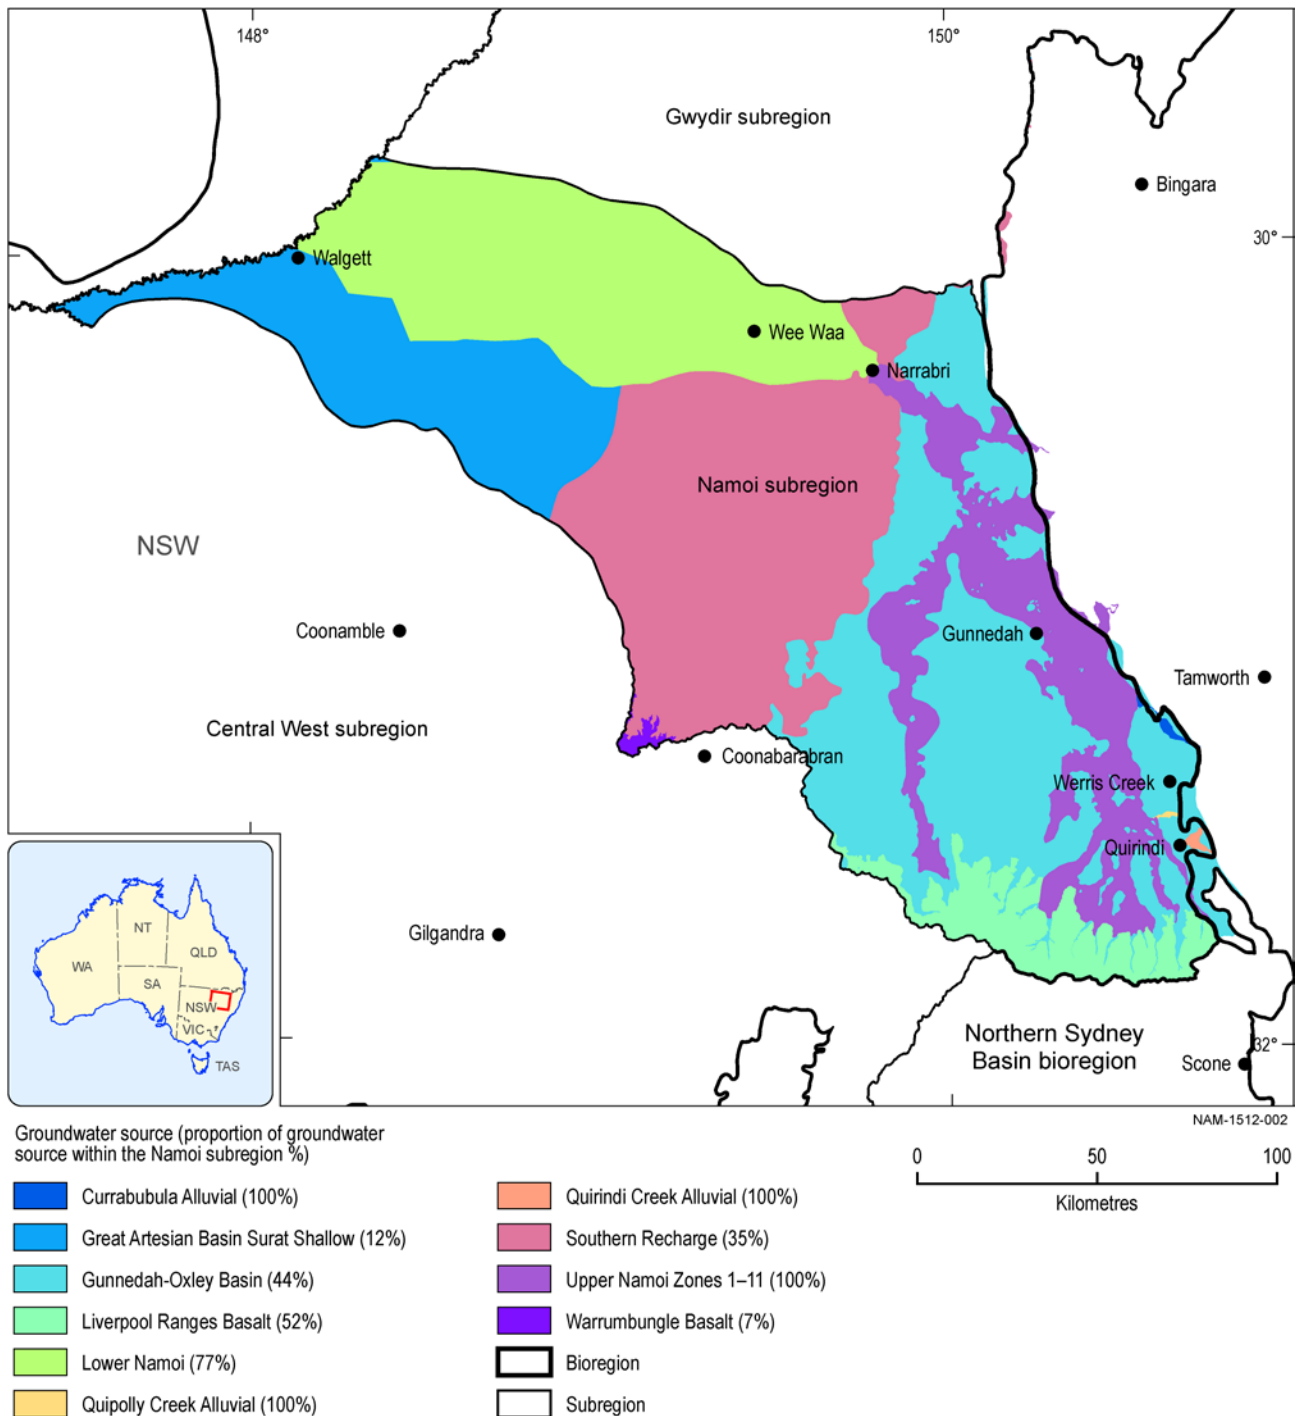 148°
150°
Gwydir subregion
Bingara
30°
Walgett
Wee Waa
Narrabri
Namoi subregion
NSW
Coonamble
Gunnedah
Tamworth
Central West subregion
Coonabarabran
Werris Creek
Quirindi
Gilgandra
NT
QLD
WA
SA
NSW
VIC
TAS
Northern Sydney
Basin bioregion
32°
Scone
NAM-1512-002
Groundwater source (proportion of groundwater
source within the Namoi subregion %)
0 50 100
Kilometres
Currabubula Alluvial (100%)
Great Artesian Basin Surat Shallow (12%)
Gunnedah-Oxley Basin (44%)
Liverpool Ranges Basalt (52%)
Lower Namoi (77%)
Quipolly Creek Alluvial (100%)
Quirindi Creek Alluvial (100%)
Southern Recharge (35%)
Upper Namoi Zones 1–11 (100%)
Warrumbungle Basalt (7%)
Bioregion
Subregion